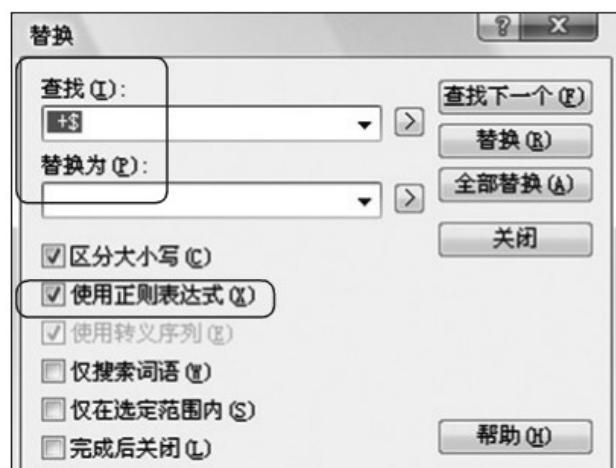 替换
查找(I):
+$
替换为(P):
查找下一个(F)
替换(R)
全部替换(A)
关闭
区分大小写(C)
使用正则表达式(X)
使用转义序列(E)
仅搜索词语(W)
仅在选定范围内(S)
完成后关闭(L)
帮助(H)